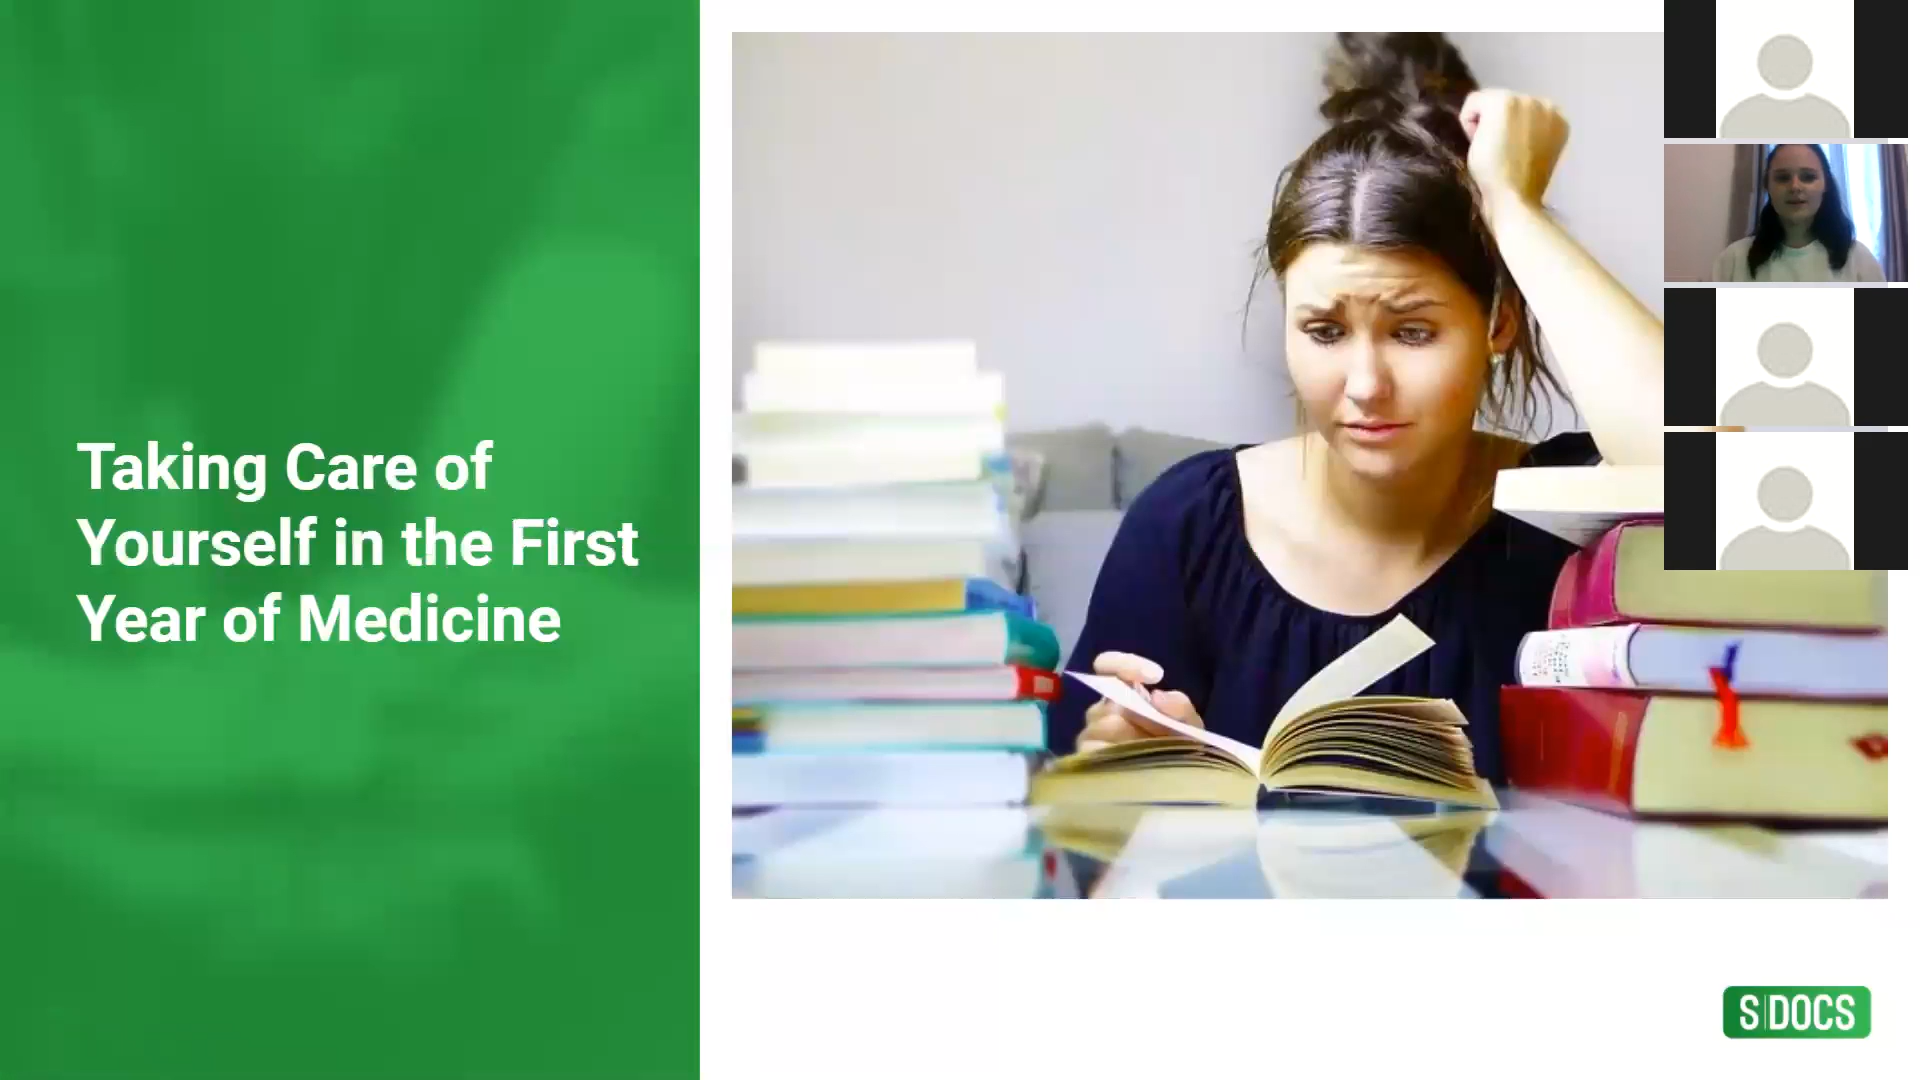 Taking Care of
Yourself in the First
Year of Medicine
S|DOCS